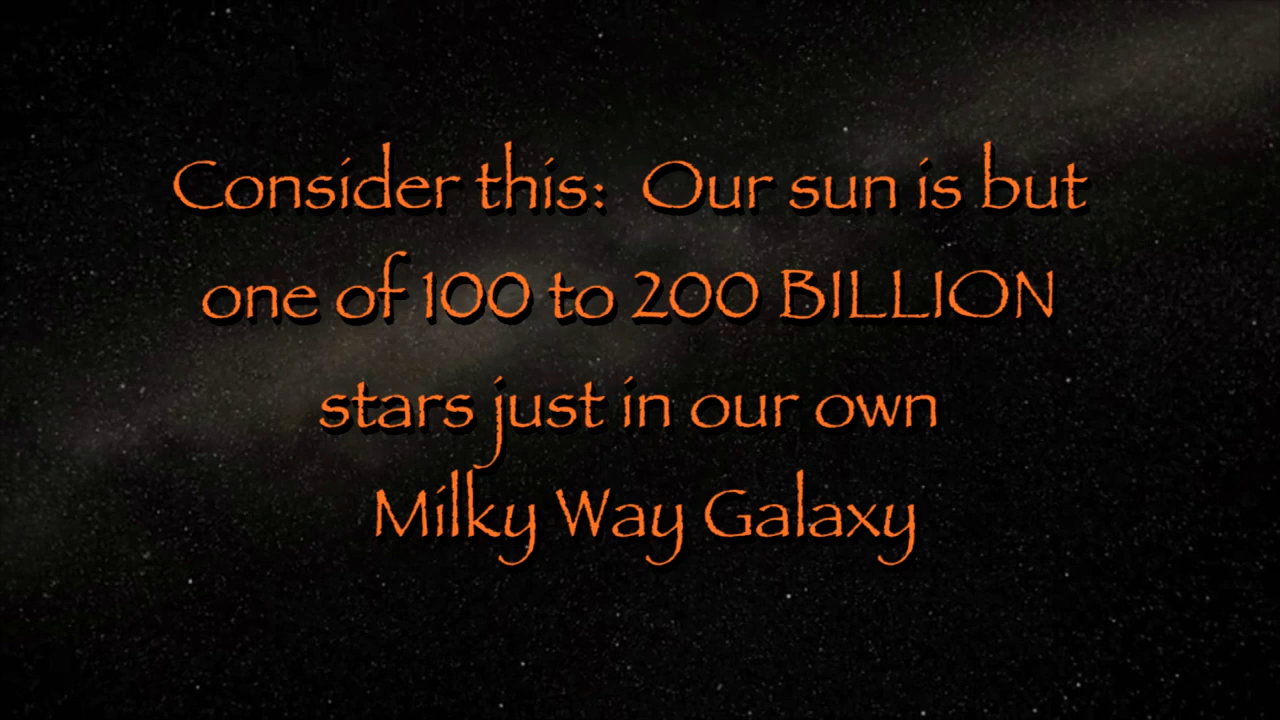 Consider this:  Our sun is but
one of 100 to 200 BILLION
stars just in our own
Milky Way Galaxy